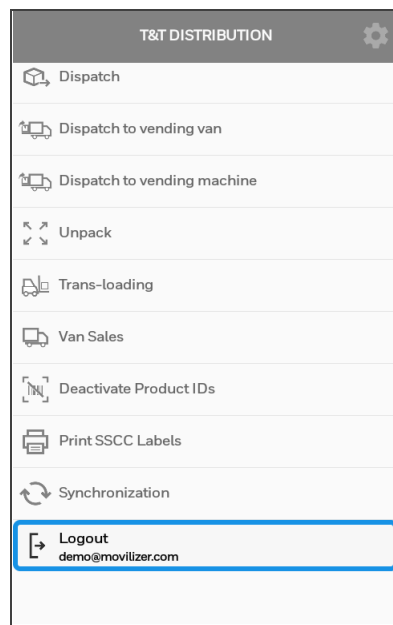 T&T DISTRIBUTION
Dispatch
Dispatch to vending van
Dispatch to vending machine
Unpack
Trans-loading
Van Sales
Deactivate Product IDs
Print SSCC Labels
Synchronization
Logout
demo@movilizer.com